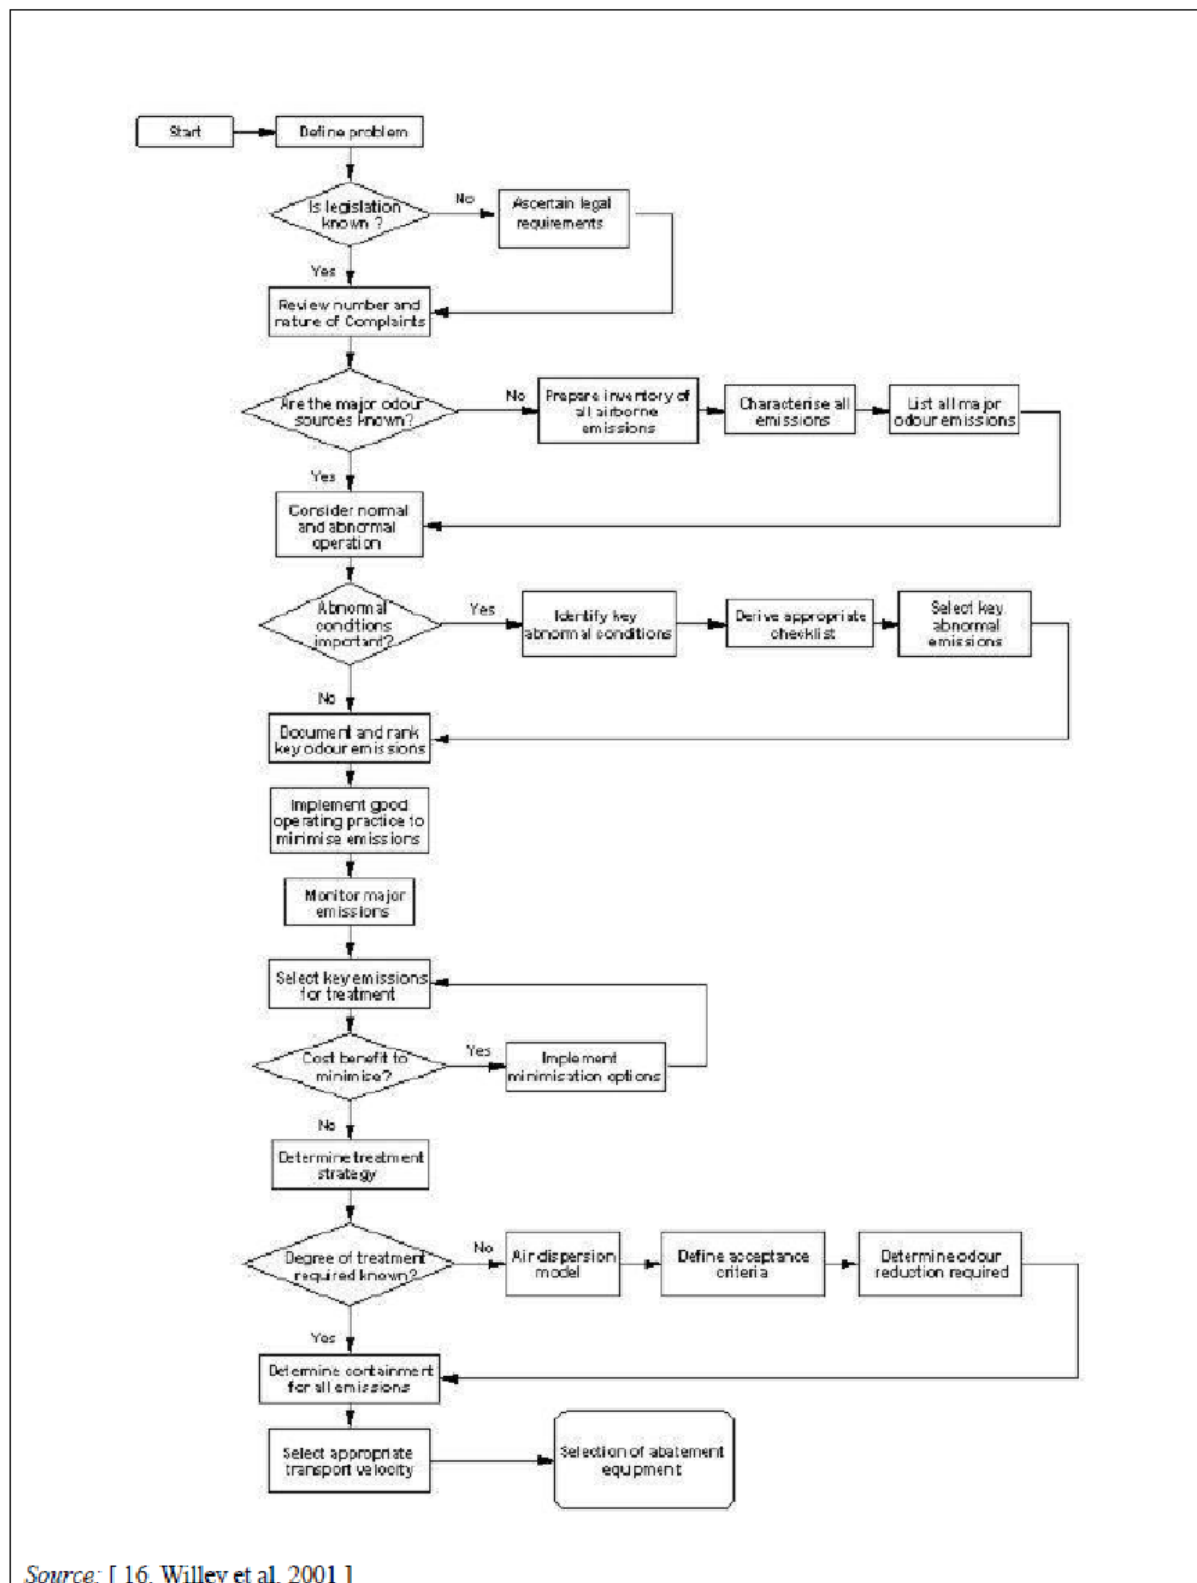 Start
Define problem
Is legislation
known ?
No
Ascertain legal
requirements
Yes
Review number and
nature of Complaints
Are the major odour
sources known?
No
Prepare inventory of
all airborne
emissions
Characterise all
emissions
List all major
odour emissions
Yes
Consider normal
and abnormal
operation
Abnormal
conditions
important?
Yes
Identify key
abnormal conditions
Derive appropriate
checklist
Select key
abnormal
emissions
No
Document and rank
key odour emissions
Implement good
operating practice to
minimise emissions
Monitor major
emissions
Select key emissions
for treatment
Cost benefit to
minimise?
Yes
Implement
minimisation options
No
Determine treatment
strategy
Degree of treatment
required known?
No
Air dispersion
model
Define acceptance
criteria
Determine odour
reduction required
Yes
Determine containment
for all emissions
Select appropriate
transport velocity
Selection of abatement
equipment
Source: [ 16, Willey et al, 2001 ]